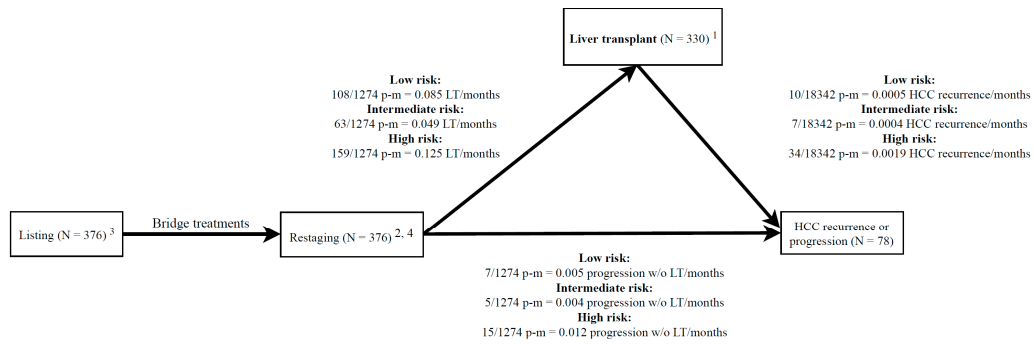 Liver transplant (N = 330) 1
Low risk:
108/1274 p-m = 0.085 LT/months
Intermediate risk:
63/1274 p-m = 0.049 LT/months
High risk:
159/1274 p-m = 0.125 LT/months
Low risk:
10/18342 p-m = 0.0005 HCC recurrence/months
Intermediate risk:
7/18342 p-m = 0.0004 HCC recurrence/months
High risk:
34/18342 p-m = 0.0019 HCC recurrence/months
Listing (N = 376) 3
Bridge treatments
Restaging (N = 376) 2, 4
HCC recurrence or
progression (N = 78)
Low risk:
7/1274 p-m = 0.005 progression w/o LT/months
Intermediate risk:
5/1274 p-m = 0.004 progression w/o LT/months
High risk:
15/1274 p-m = 0.012 progression w/o LT/months